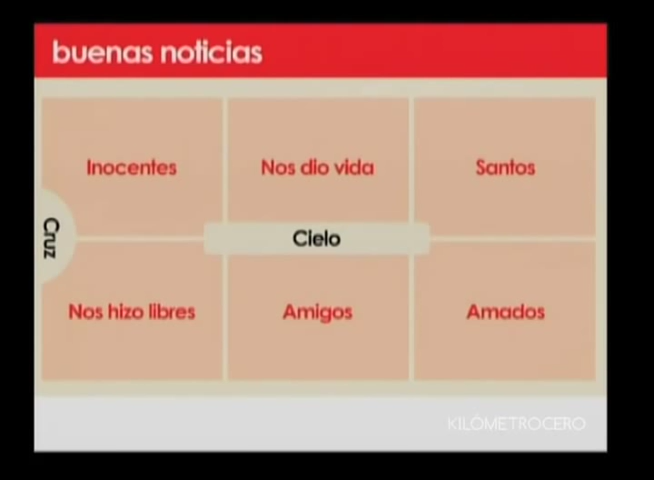 buenas noticias
Inocentes
Nos dio vida
Santos
Cruz
Cielo
Nos hizo libres
Amigos
Amados
KILÓMETROCERO